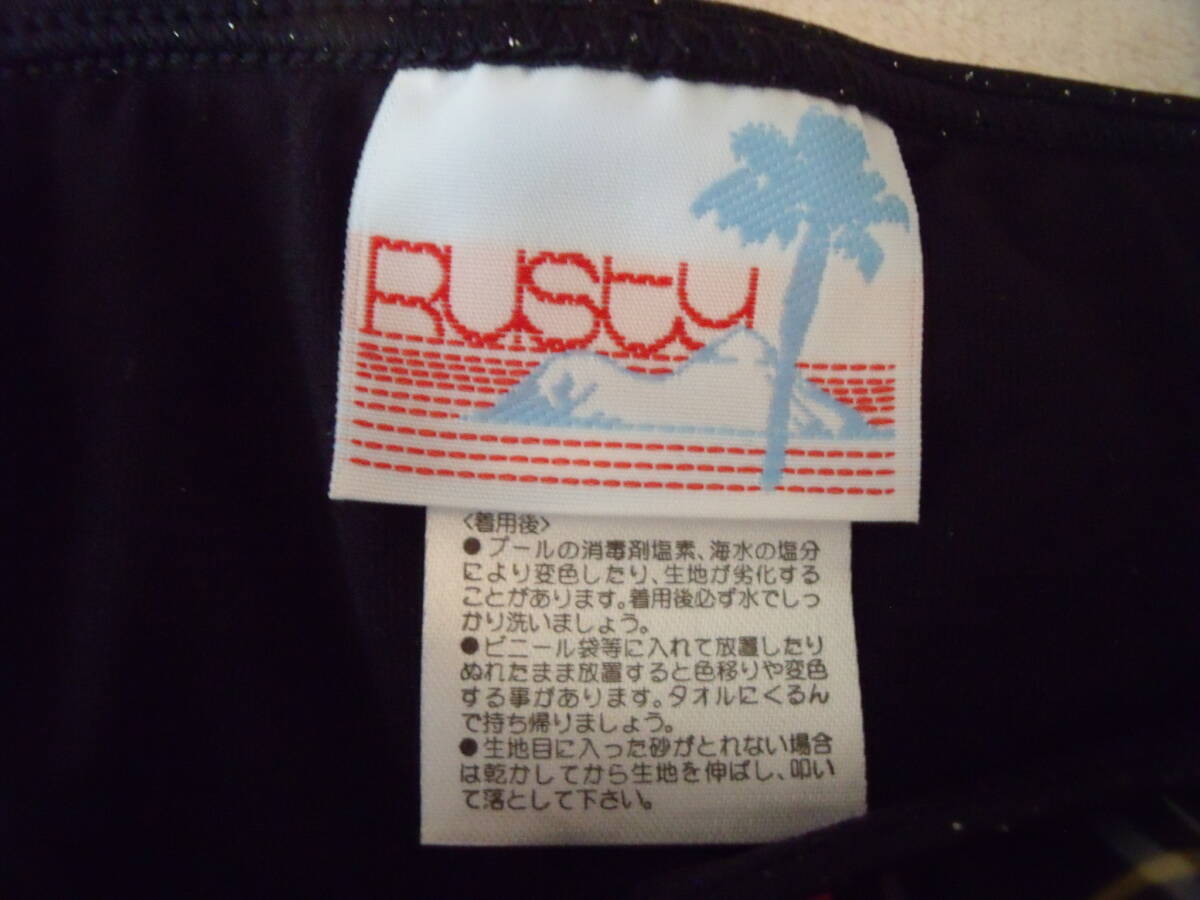 Rusty
〈着用後〉
●プールの消毒剤塩素、海水の塩分
により変色したり、生地が劣化する
ことがあります。着用後必ず水でしっ
かり洗いましょう。
●ビニール袋等に入れて放置したり
ぬれたまま放置すると色移りや変色
する事があります。タオルにくるん
で持ち帰りましょう。
●生地目に入った砂がとれない場合
は乾かしてから生地を伸ばし、叩い
て落として下さい。